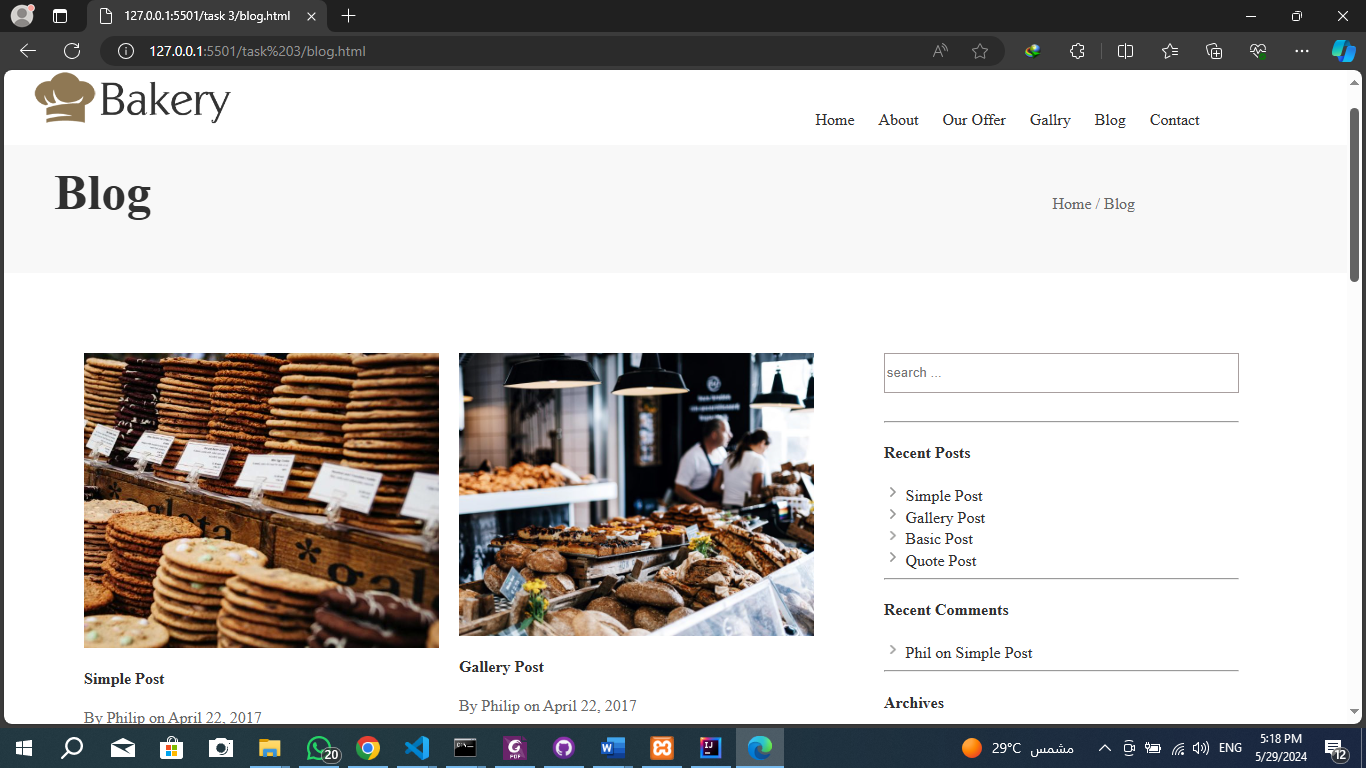 127.0.0.1:5501/task 3/blog.html
127.0.0.1:5501/task%203/blog.html
Bakery
Home About Our Offer Gallry Blog Contact
Blog
Home / Blog
search ...
Recent Posts
Simple Post
Gallery Post
Basic Post
Quote Post
Recent Comments
Phil on Simple Post
Archives
Simple Post
By Philip on April 22, 2017
Gallery Post
By Philip on April 22, 2017
20
PDF
29°C مشمس
ENG
5:18 PM
5/29/2024
12